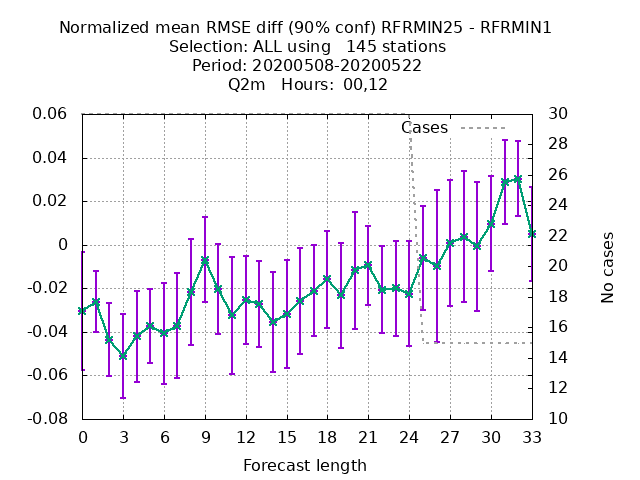 Normalized mean RMSE diff (90% conf) RFRMIN25 - RFRMIN1
Selection: ALL using   145 stations
Period: 20200508-20200522
Q2m   Hours:  00,12
Cases
0.06
0.04
0.02
0
-0.02
-0.04
-0.06
-0.08
30
28
26
24
22
20
18
16
14
12
10
No cases
0 3 6 9 12 15 18 21 24 27 30 33
Forecast length